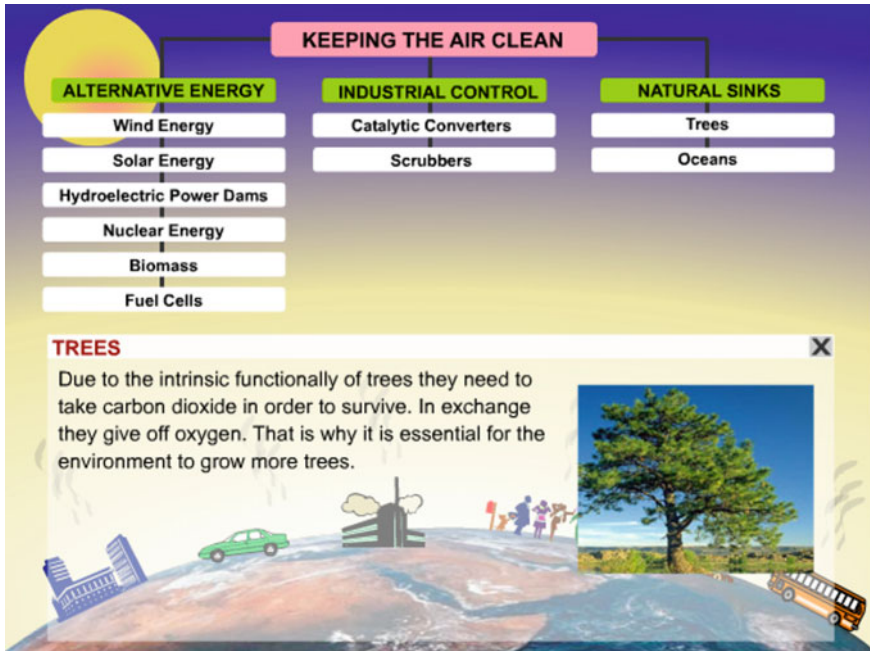 KEEPING THE AIR CLEAN
ALTERNATIVE ENERGY
Wind Energy
Solar Energy
Hydroelectric Power Dams
Nuclear Energy
Biomass
Fuel Cells
INDUSTRIAL CONTROL
Catalytic Converters
Scrubbers
NATURAL SINKS
Trees
Oceans
TREES
X
Due to the intrinsic functionally of trees they need to
take carbon dioxide in order to survive. In exchange
they give off oxygen. That is why it is essential for the
environment to grow more trees.